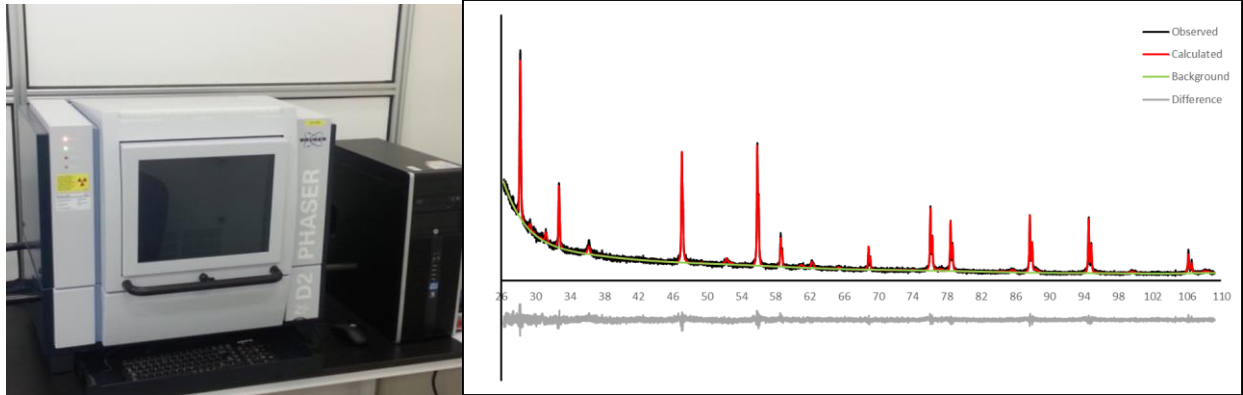 BRUKER
D2 PHASER
Observed
Calculated
Background
Difference
26 30 34 38 42 46 50 54 58 62 66 70 74 78 82 86 90 94 98 102 106 110